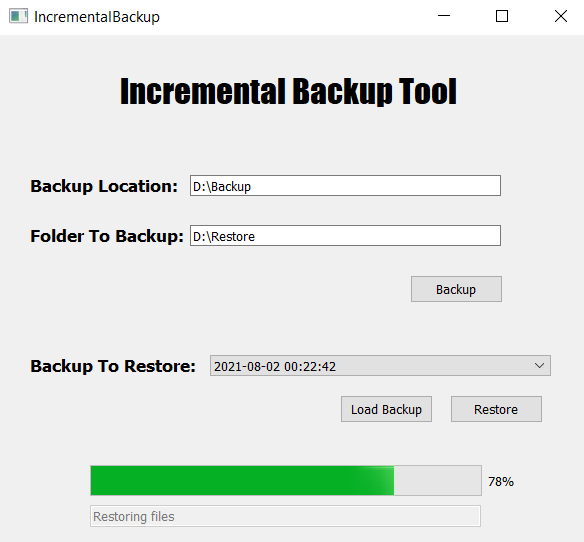 IncrementalBackup
Incremental Backup Tool
Backup Location: D:\Backup
Folder To Backup: D:\Restore
Backup
Backup To Restore: 2021-08-02 00:22:42
Load Backup Restore
78%
Restoring files